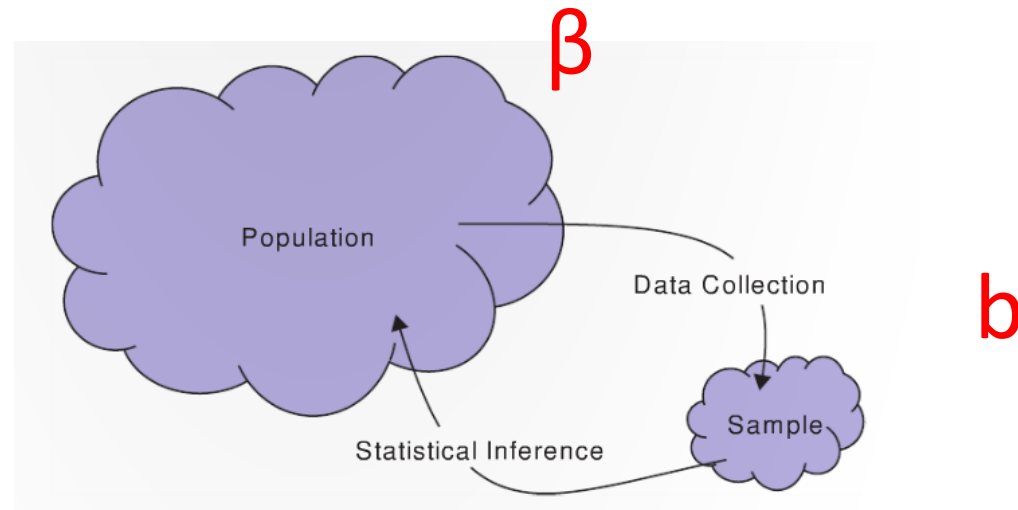 β
Population
Data Collection
b
Sample
Statistical Inference